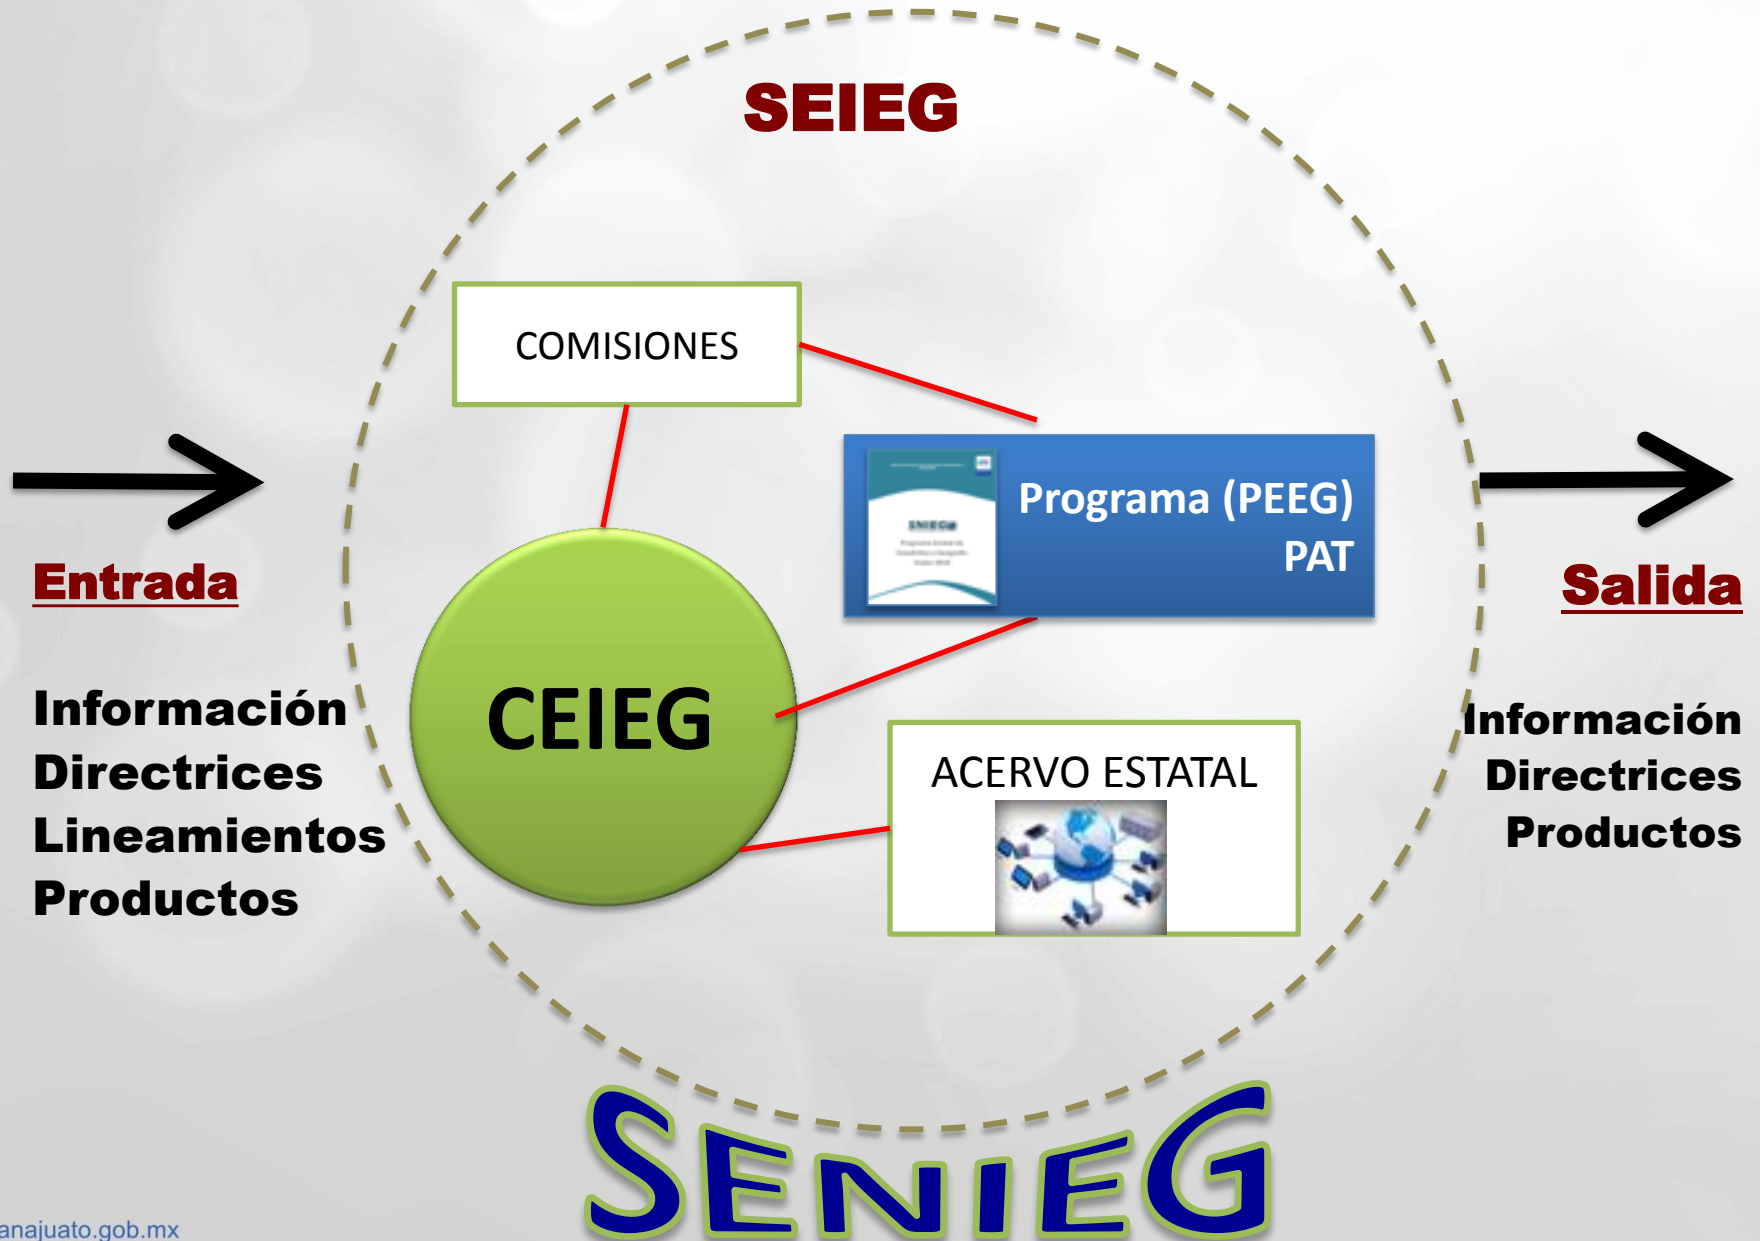 SEIEG
COMISIONES
Programa (PEEG)
PAT
SNIEG
Entrada
Salida
Información
Directrices
Lineamientos
Productos
CEIEG
ACERVO ESTATAL
Información
Directrices
Productos
SENIEG
anajuato.gob.mx